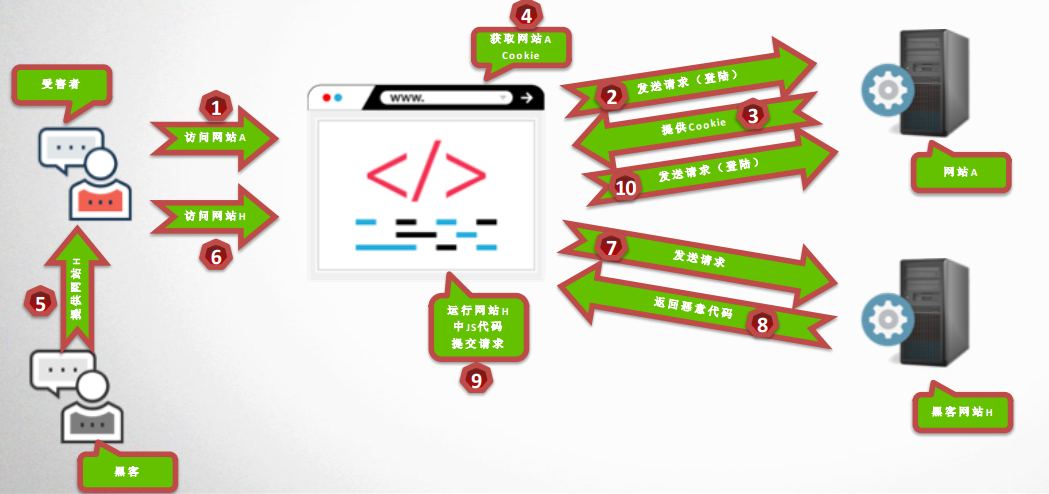 4
获取网站A
Cookie
受害者
1
访问网站A
www.
2
发送请求（登陆）
3
提供Cookie
10
发送请求（登陆）
网站A
访问网站H
6
5
网站H
7
发送请求
8
返回恶意代码
运行网站H
中JS代码
提交请求
9
黑客网站H
黑客